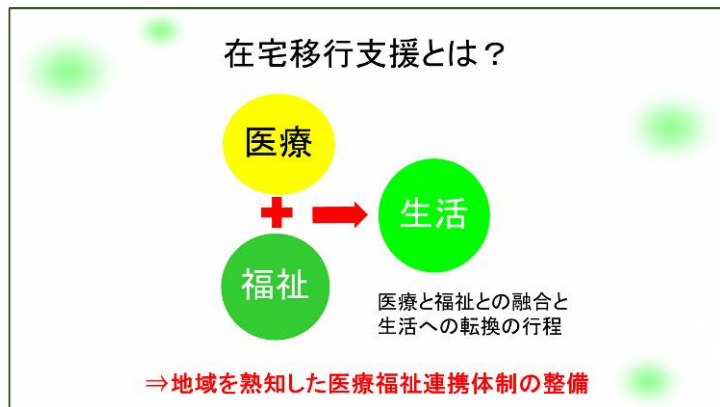 在宅移行支援とは？
医療
生活
福祉
医療と福祉との融合と
生活への転換の行程
⇒地域を熟知した医療福祉連携体制の整備